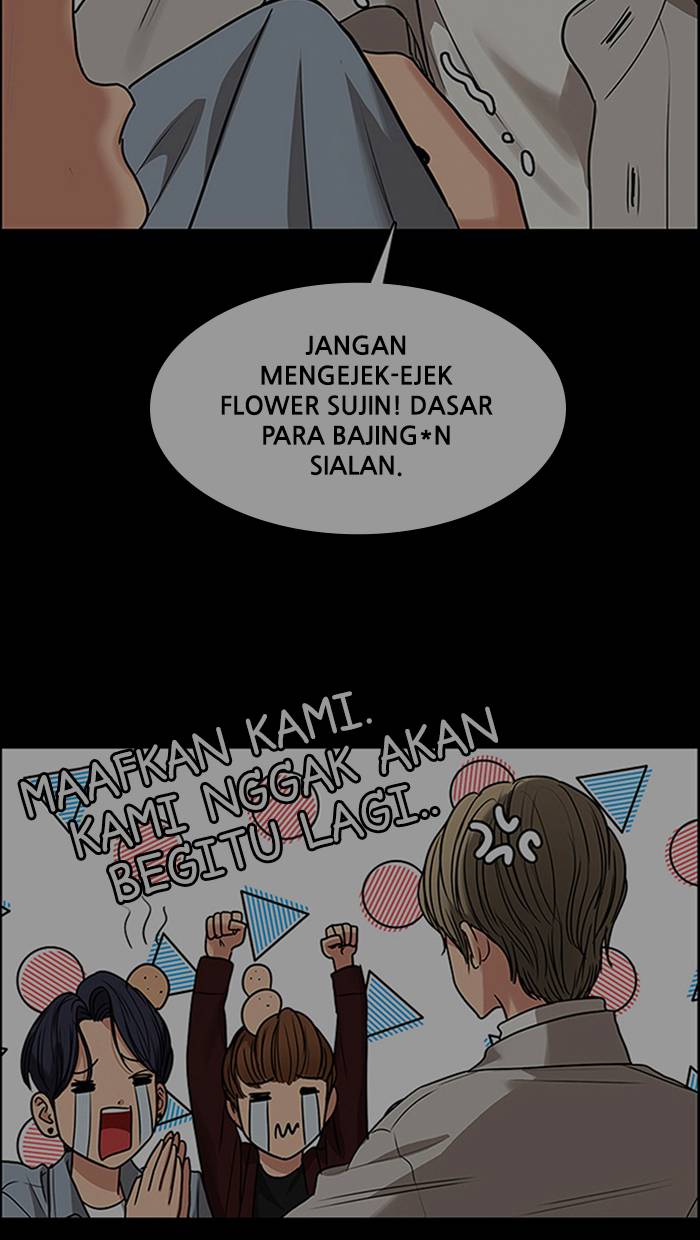 JANGAN
MENGEJEK-EJEK
FLOWER SUJIN! DASAR
PARA BAJING*N
SIALAN.
MAAFKAN KAMI.
KAMI NGGAK AKAN
BEGITU LAGI..